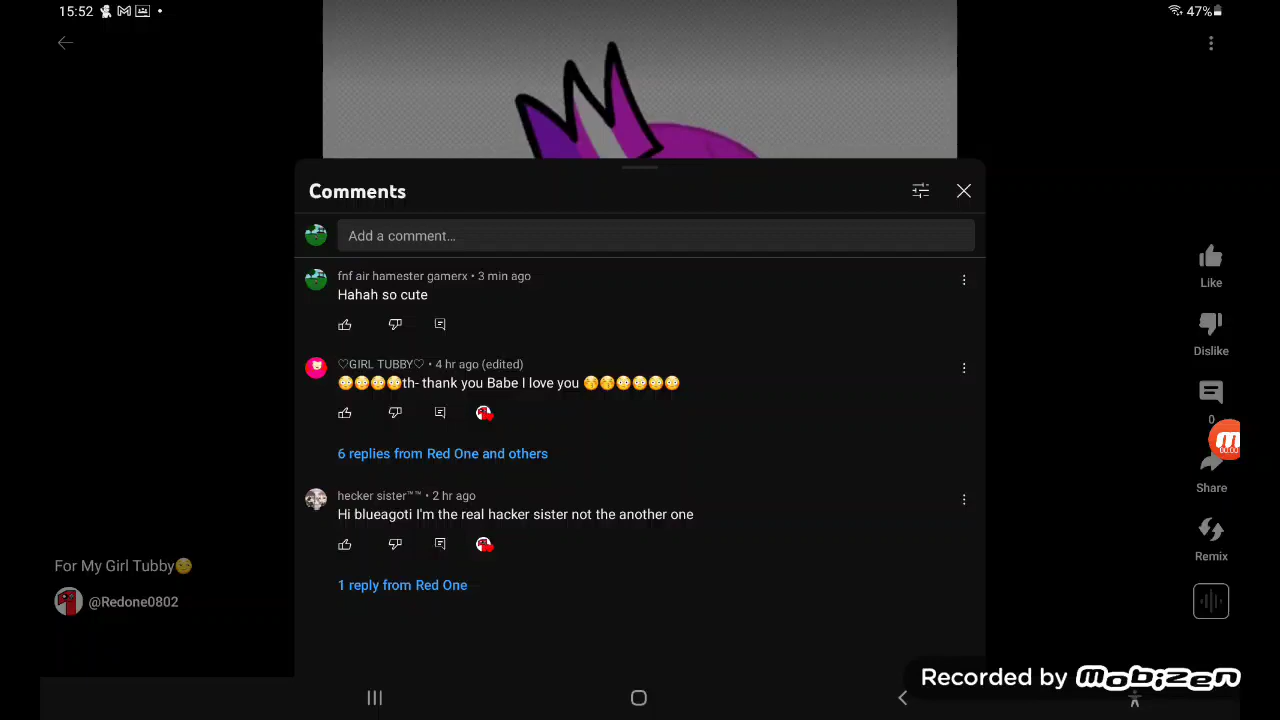 15:52
47%
Comments
Add a comment...
fnf air hamester gamerx • 3 min ago
Hahah so cute
♡GIRL TUBBY♡ • 4 hr ago (edited)
😳😳😳😳th- thank you Babe I love you 😚😚😳😳😳😳
6 replies from Red One and others
hecker sister™™ • 2 hr ago
Hi blueagoti I'm the real hacker sister not the another one
1 reply from Red One
Like
Dislike
0
00:00
Share
Remix
For My Girl Tubby😳
@Redone0802
Recorded by Mobizen